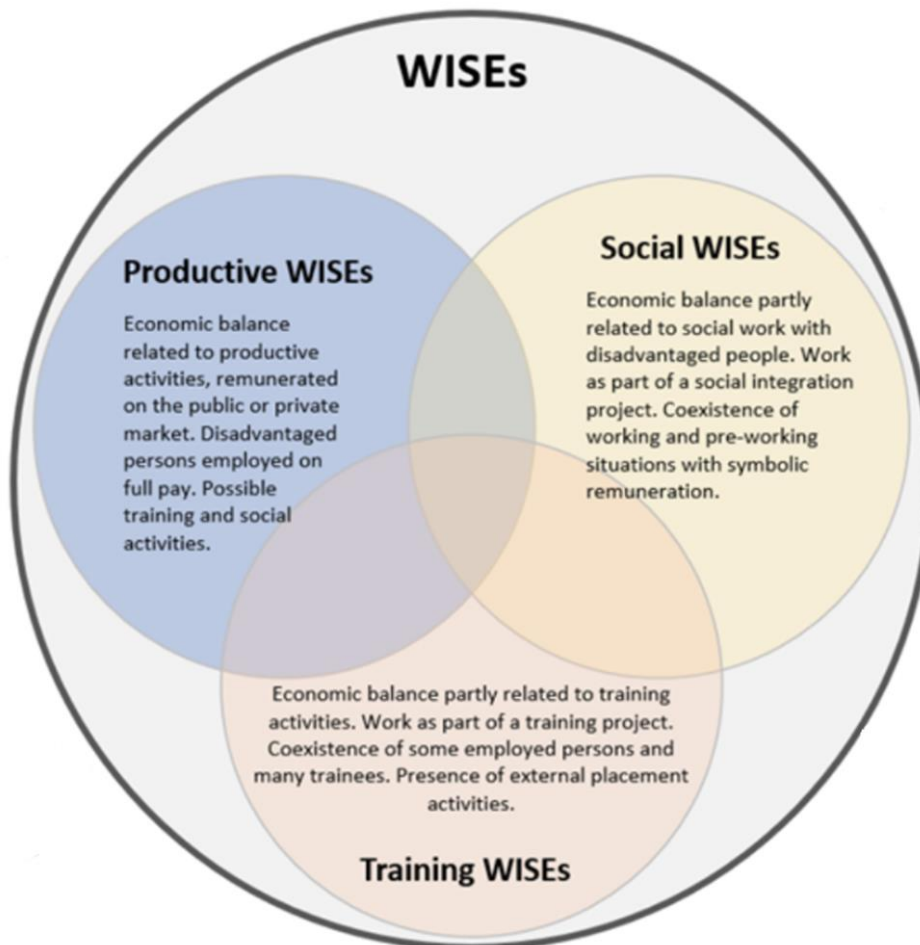 WISEs
Productive WISEs
Economic balance
related to productive
activities, remunerated
on the public or private
market. Disadvantaged
persons employed on
full pay. Possible
training and social
activities.
Social WISEs
Economic balance partly
related to social work with
disadvantaged people. Work
as part of a social integration
project. Coexistence of
working and pre-working
situations with symbolic
remuneration.
Economic balance partly related to training
activities. Work as part of a training project.
Coexistence of some employed persons and
many trainees. Presence of external placement
activities.
Training WISEs